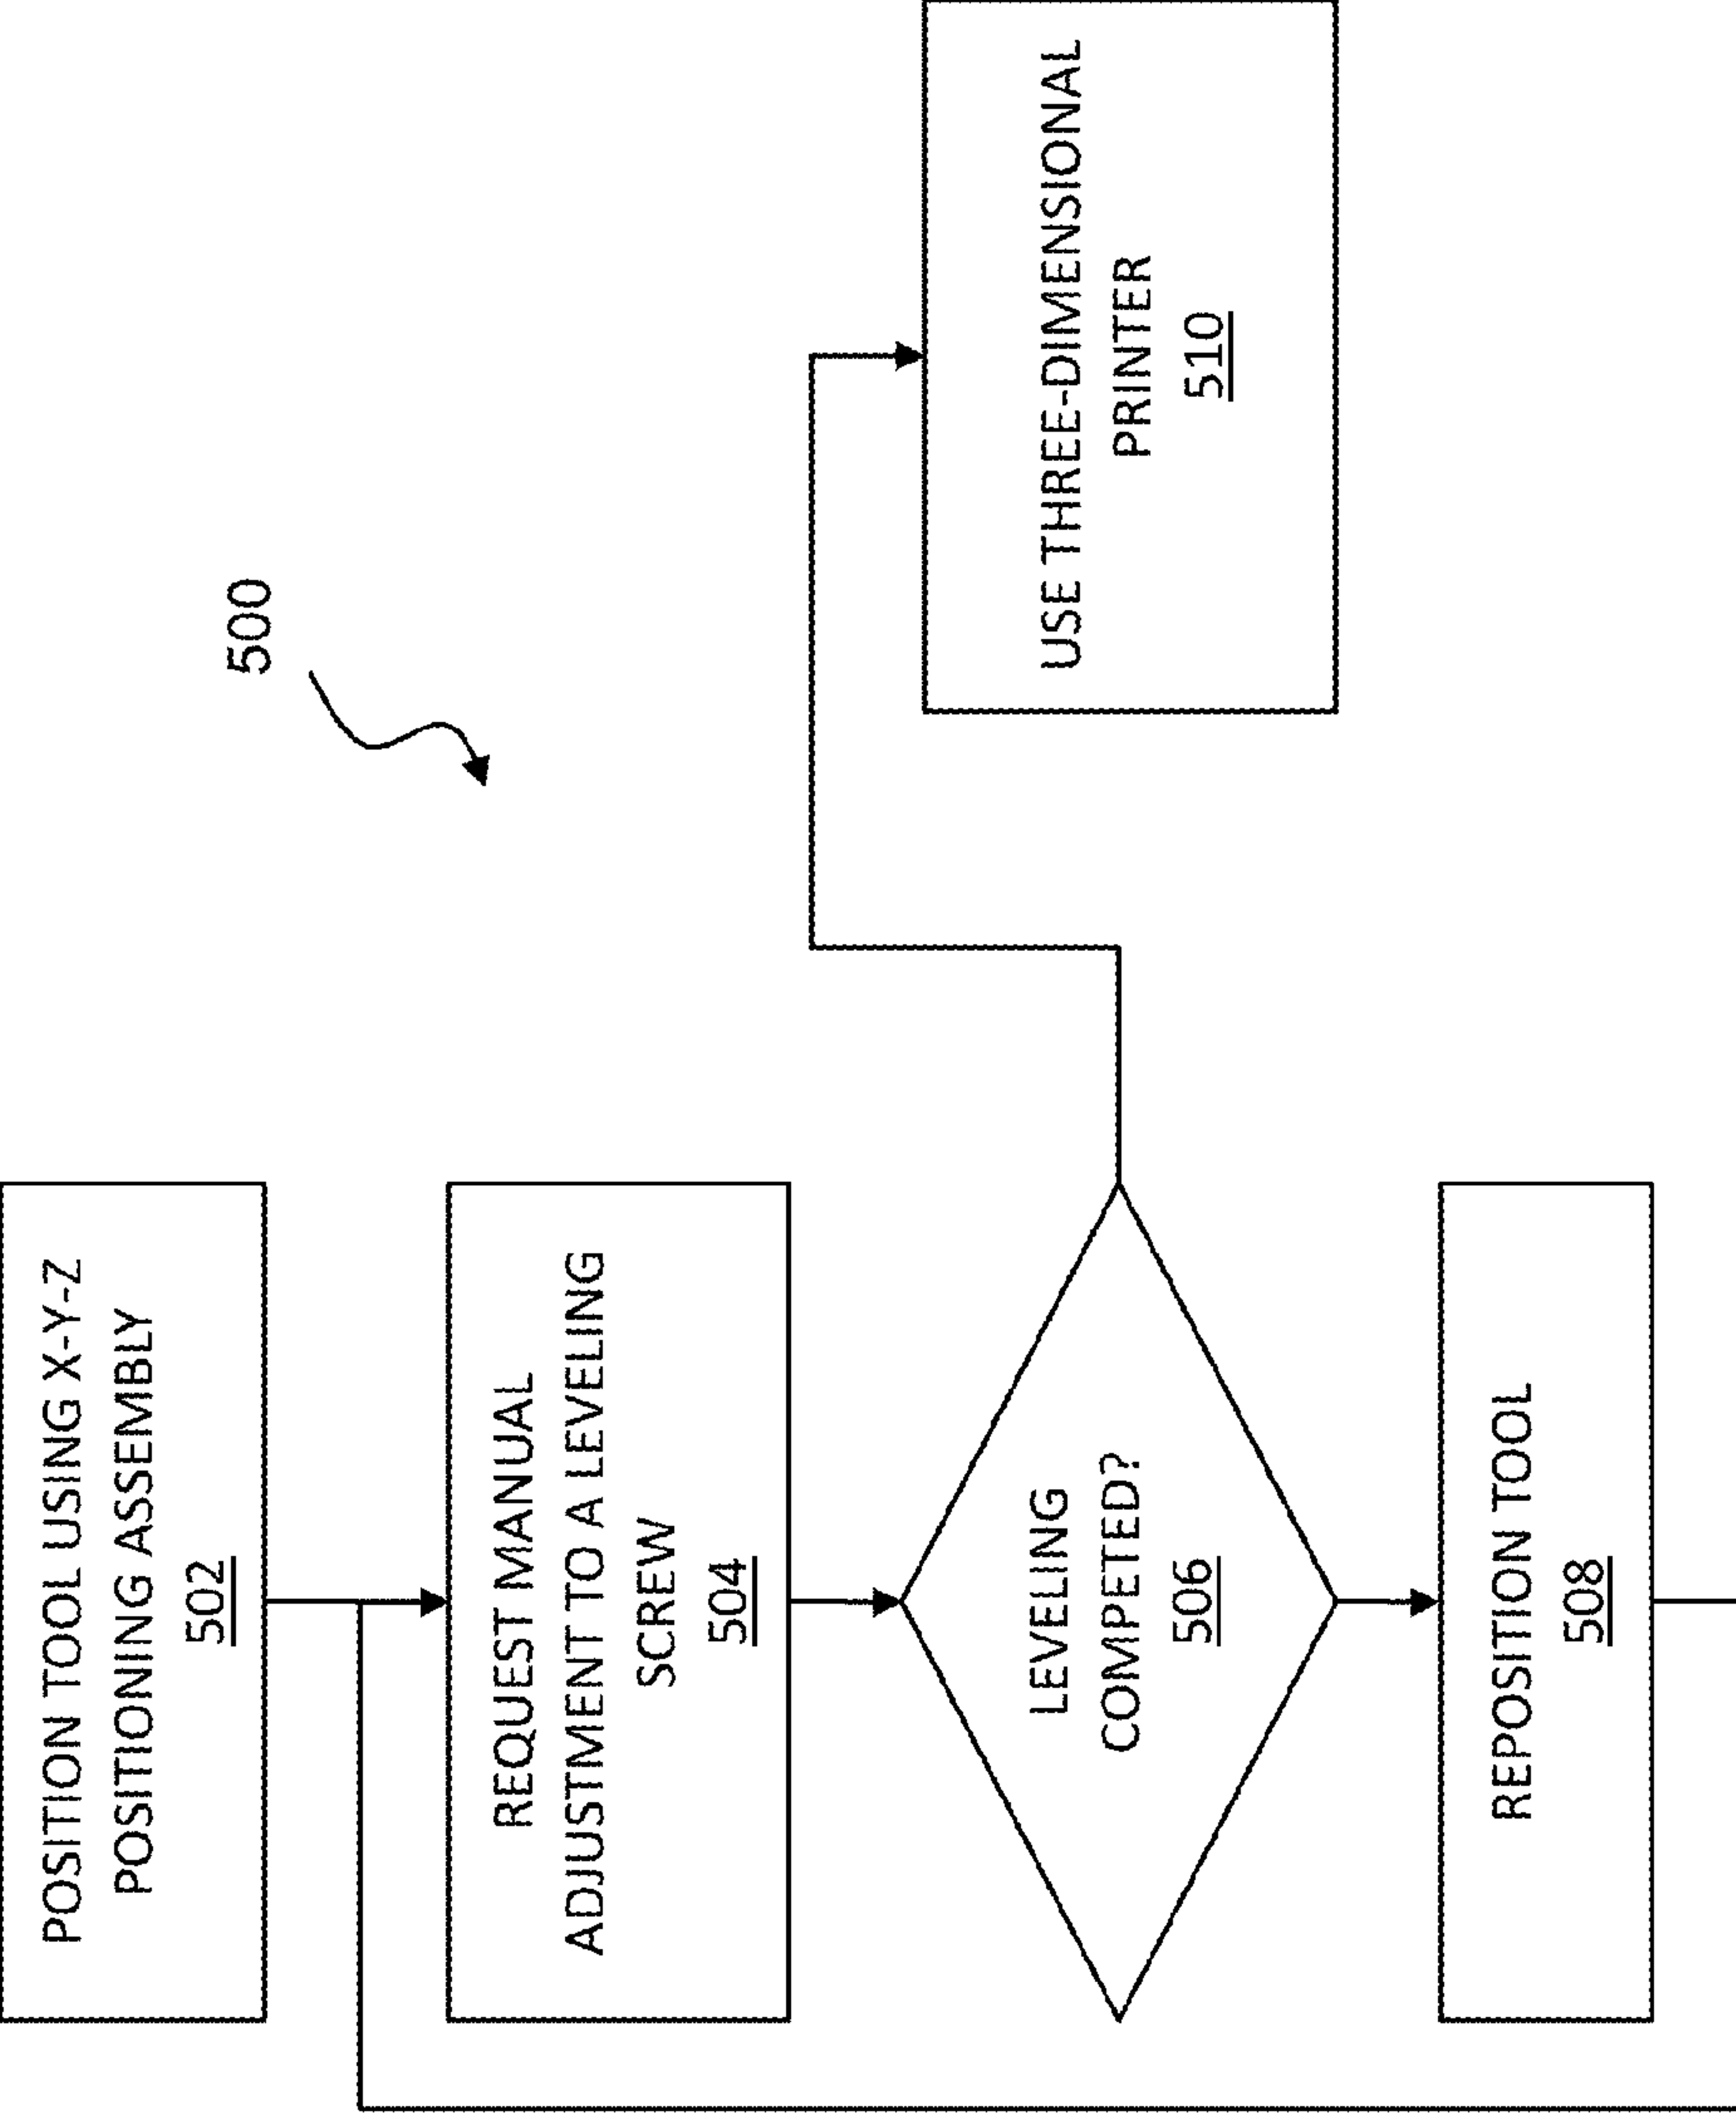 500
POSITION TOOL USING X-Y-Z
POSITIONING ASSEMBLY
502
REQUEST MANUAL
ADJUSTMENT TO A LEVELING
SCREW
504
LEVELING
COMPETED?
506
REPOSITION TOOL
508
USE THREE-DIMENSIONAL
PRINTER
510